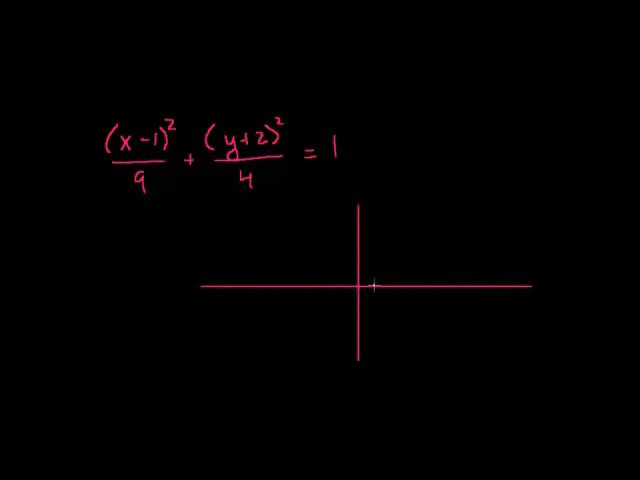 (x-1)² / 9 + (y+2)² / 4 = 1